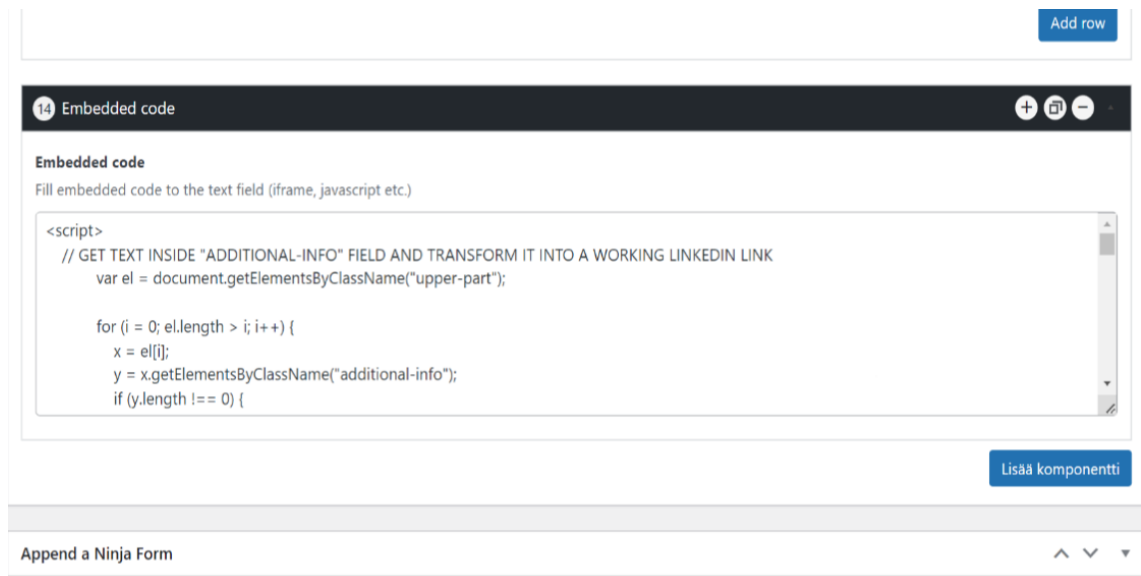 Add row
14 Embedded code
Embedded code
Fill embedded code to the text field (iframe, javascript etc.)
<script>
// GET TEXT INSIDE "ADDITIONAL-INFO" FIELD AND TRANSFORM IT INTO A WORKING LINKEDIN LINK
var el = document.getElementsByClassName("upper-part");
for (i = 0; el.length > i; i++) {
x = el[i];
y = x.getElementsByClassName("additional-info");
if (y.length !== 0) {
Lisää komponentti
Append a Ninja Form